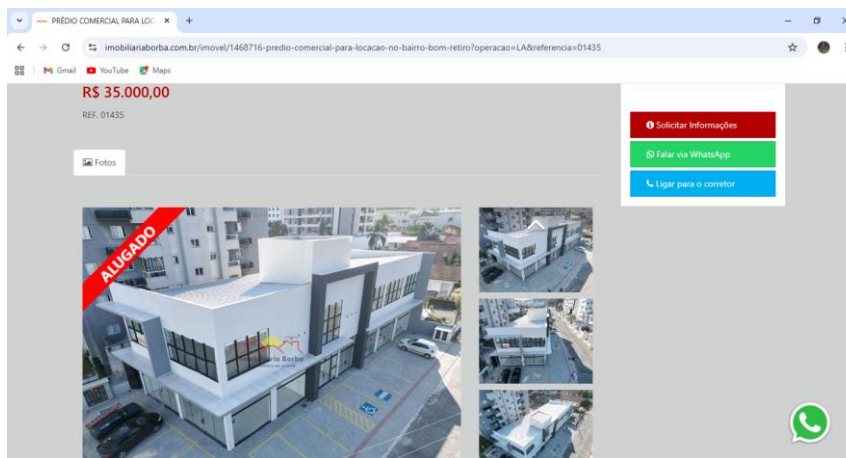 PRÉDIO COMERCIAL PARA LOC
imobiliariaborba.com.br/imovel/1468716-predio-comercial-para-locacao-no-bairro-bom-retiro?operacao=LA&referencia=01435
Gmail YouTube Maps
R$ 35.000,00
REF. 01435
Solicitar Informações
Falar via WhatsApp
Ligar para o corretor
Fotos
ALUGADO
Imobiliária Borba